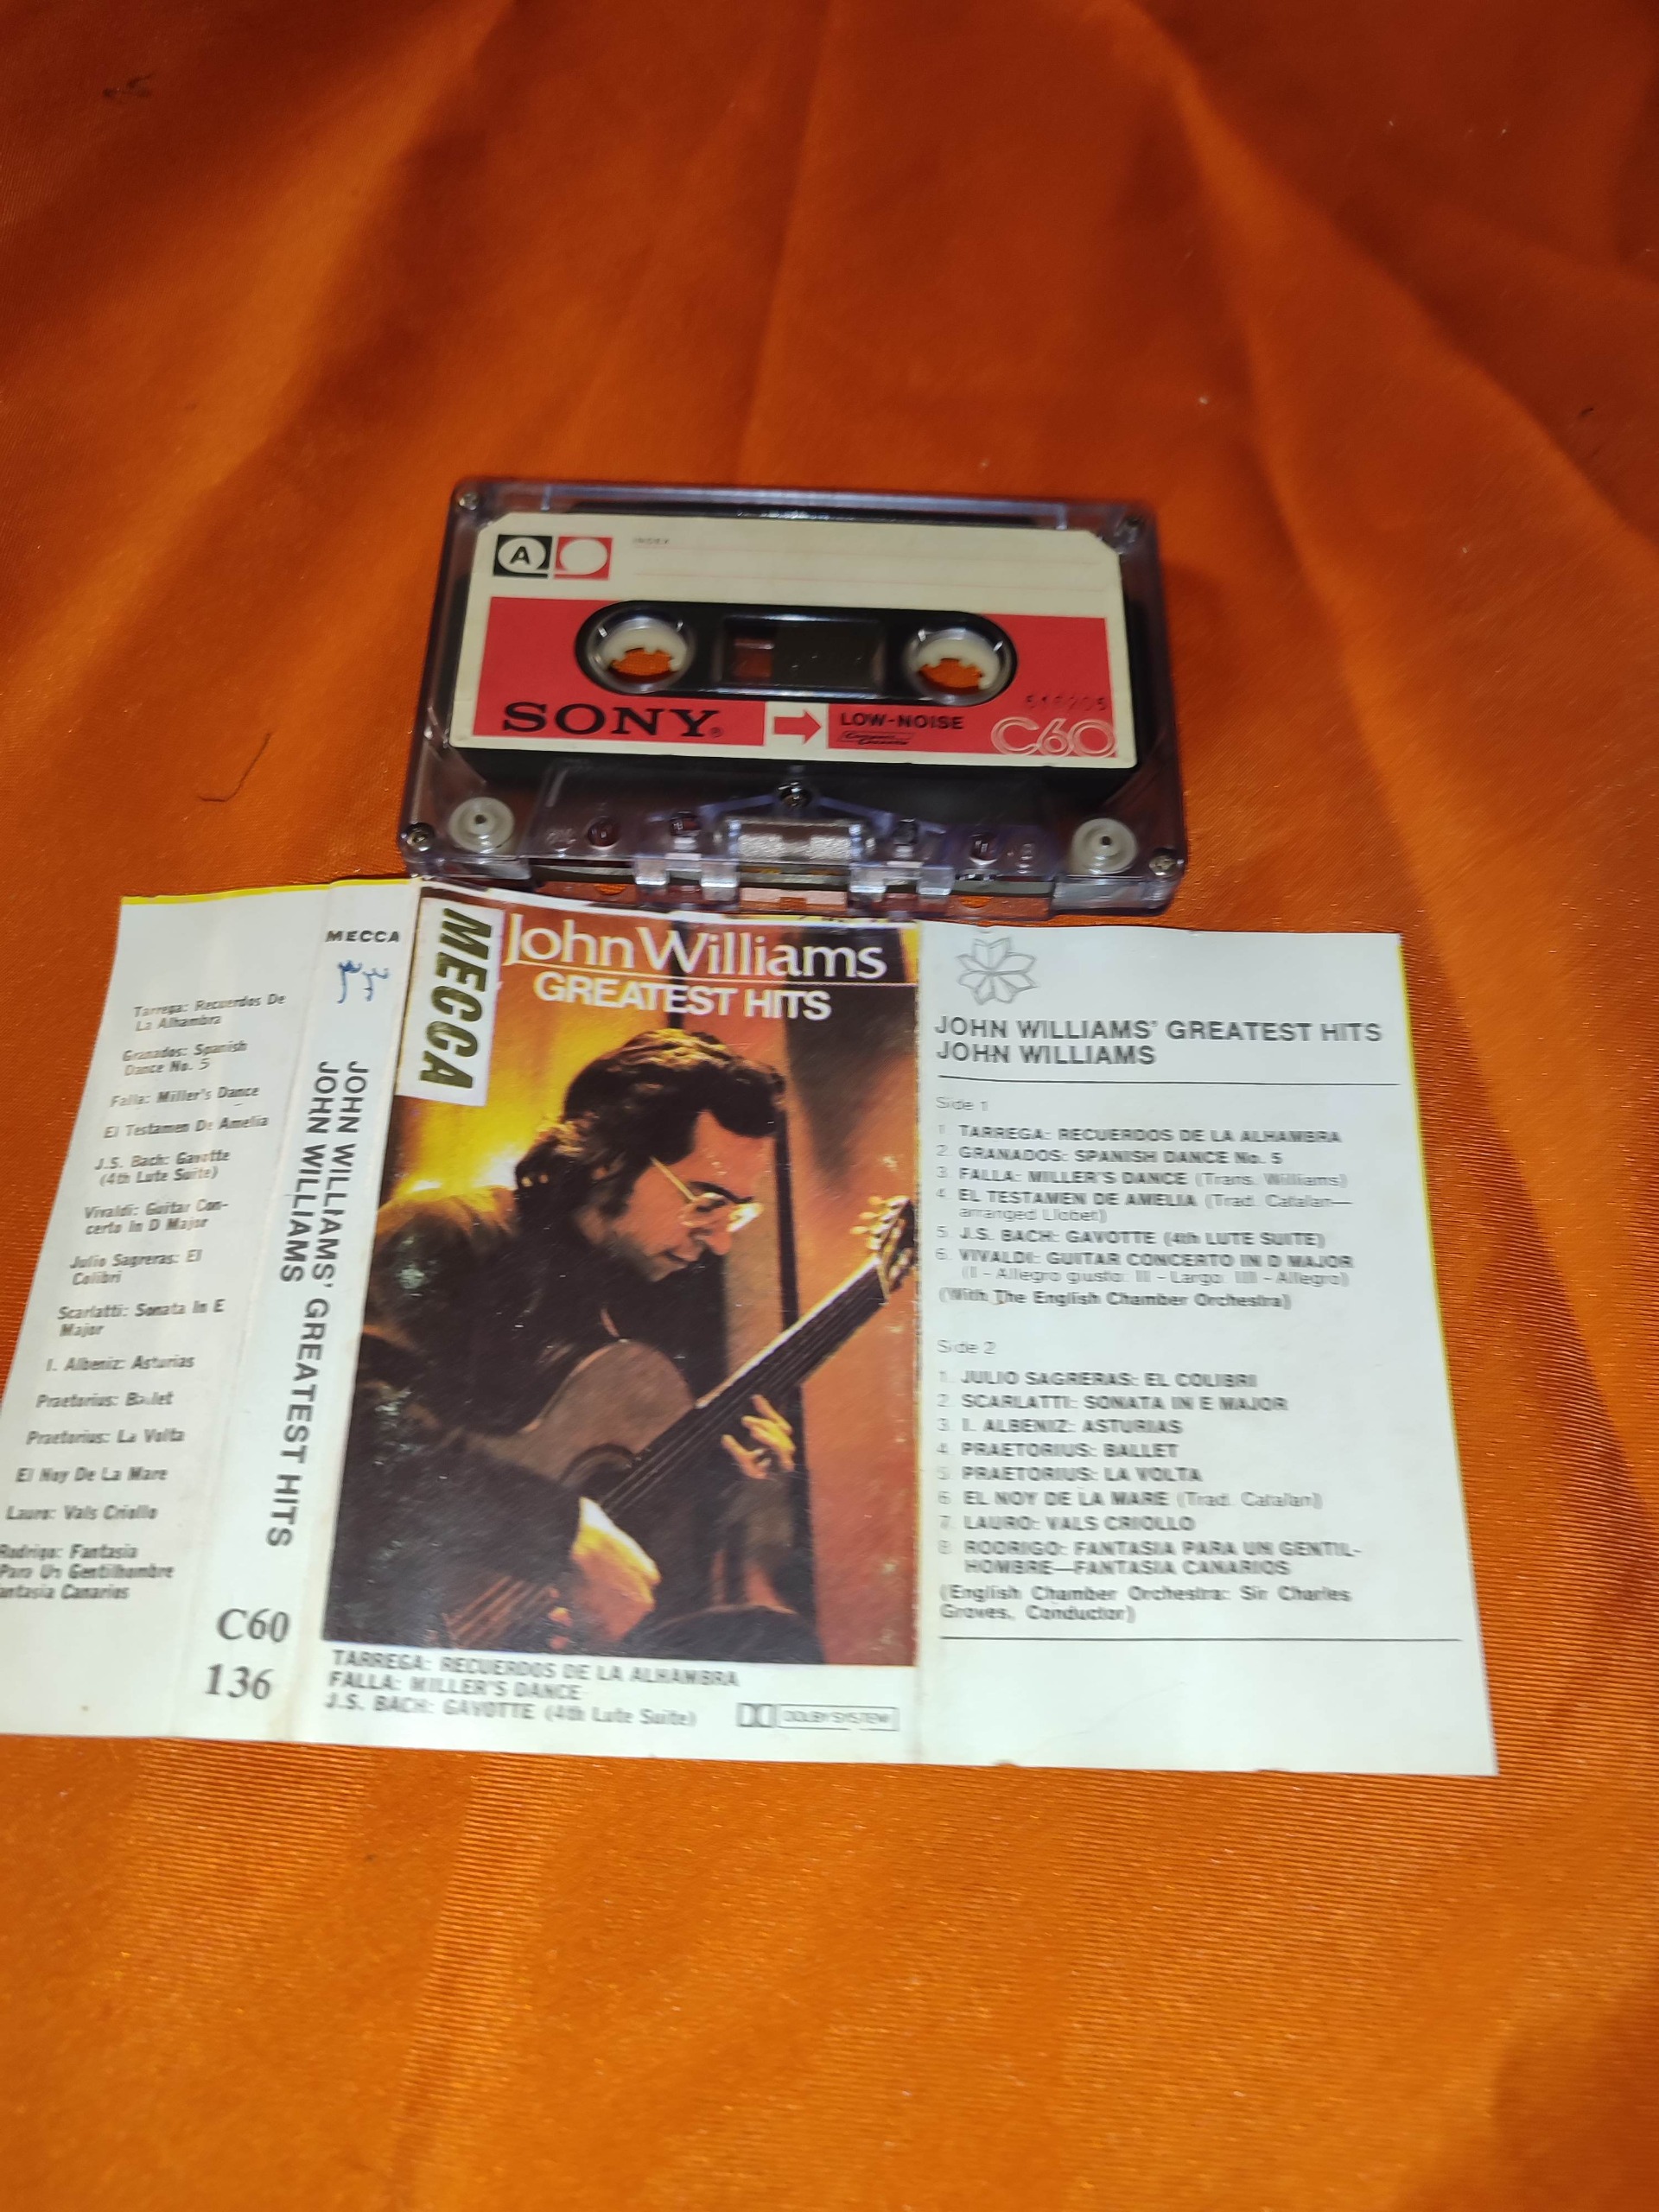 A
INDEX
516205
SONY®
LOW-NOISE
Compact
Cassette
C60
MECCA
۳۳
Tarrega: Recuerdos De
La Alhambra
Granados: Spanish
Dance No. 5
Falla: Miller's Dance
El Testamen De Amelia
J.S. Bach: Gavotte
(4th Lute Suite)
Vivaldi: Guitar Con-
certo In D Major
Julio Sagreras: El
Colibri
Scarlatti: Sonata In E
Major
I. Albeniz: Asturias
Praetorius: Ballet
Praetorius: La Volta
El Noy De La Mare
Lauro: Vals Criollo
Rodrigo: Fantasia
Para Un Gentilhombre
antasia Canarios
JOHN WILLIAMS' GREATEST HITS
JOHN WILLIAMS
C60
136
MECCA
John Williams
GREATEST HITS
TARREGA: RECUERDOS DE LA ALHAMBRA
FALLA: MILLER'S DANCE
J.S. BACH: GAVOTTE (4th Lute Suite)
DOLBY SYSTEM
JOHN WILLIAMS' GREATEST HITS
JOHN WILLIAMS
Side 1
1. TARREGA: RECUERDOS DE LA ALHAMBRA
2. GRANADOS: SPANISH DANCE No. 5
3. FALLA: MILLER'S DANCE (Trans. Williams)
4. EL TESTAMEN DE AMELIA (Trad. Catalan—
arranged Llobet)
5. J.S. BACH: GAVOTTE (4th LUTE SUITE)
6. VIVALDI: GUITAR CONCERTO IN D MAJOR
(I - Allegro giusto: II - Largo: III - Allegro)
(With The English Chamber Orchestra)
Side 2
1. JULIO SAGRERAS: EL COLIBRI
2. SCARLATTI: SONATA IN E MAJOR
3. I. ALBENIZ: ASTURIAS
4. PRAETORIUS: BALLET
5. PRAETORIUS: LA VOLTA
6. EL NOY DE LA MARE (Trad. Catalan)
7. LAURO: VALS CRIOLLO
8. RODRIGO: FANTASIA PARA UN GENTIL-
HOMBRE—FANTASIA CANARIOS
(English Chamber Orchestra: Sir Charles
Groves, Conductor)